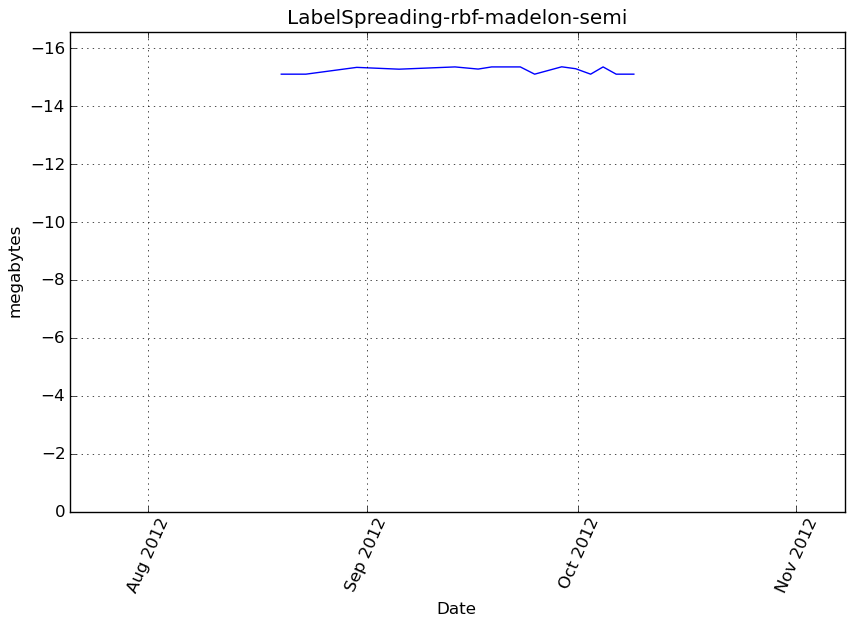 LabelSpreading-rbf-madelon-semi
−16
−14
−12
−10
−8
−6
−4
−2
0
megabytes
Aug 2012
Sep 2012
Oct 2012
Nov 2012
Date